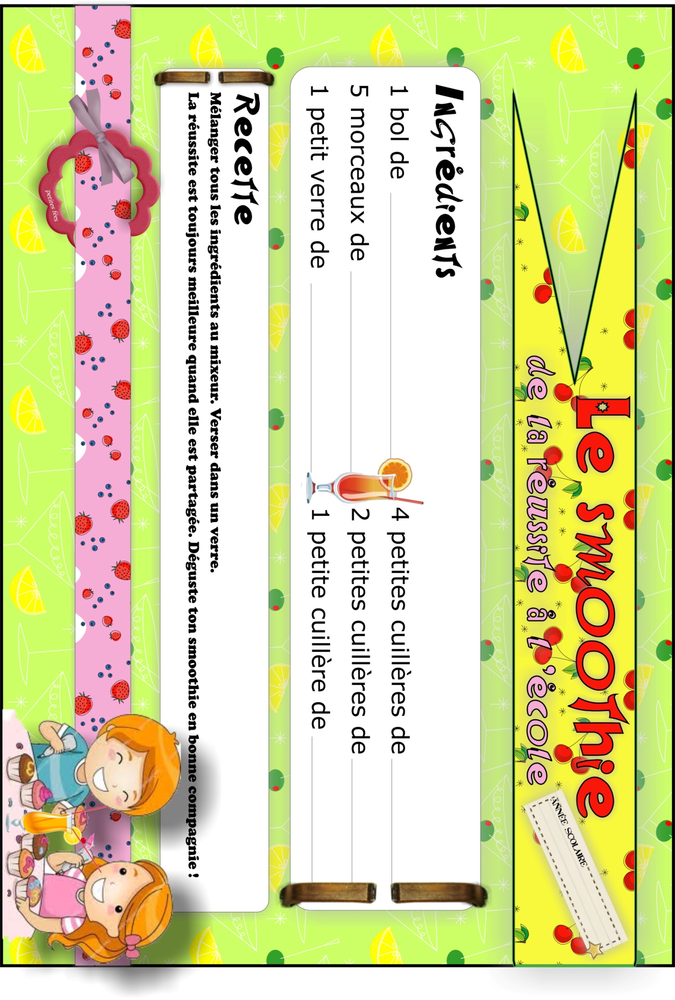 Le smoothie
de la réussite à l'école
ANNÉE SCOLAIRE
Ingrédients
1 bol de
4 petites cuillères de
5 morceaux de
2 petites cuillères de
1 petit verre de
1 petite cuillère de
Recette
Mélanger tous les ingrédients au mixeur. Verser dans un verre.
La réussite est toujours meilleure quand elle est partagée. Déguste ton smoothie en bonne compagnie !
petites fées